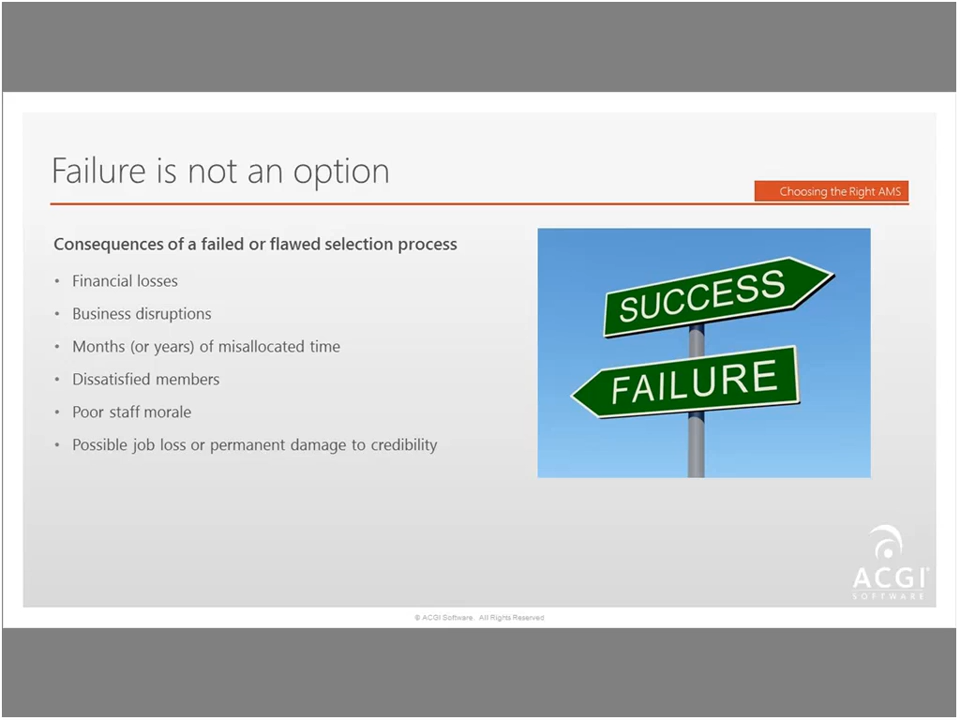 Failure is not an option
Choosing the Right AMS
Consequences of a failed or flawed selection process
• Financial losses
• Business disruptions
• Months (or years) of misallocated time
• Dissatisfied members
• Poor staff morale
• Possible job loss or permanent damage to credibility
SUCCESS
FAILURE
ACGI®
SOFTWARE
© ACGI Software. All Rights Reserved